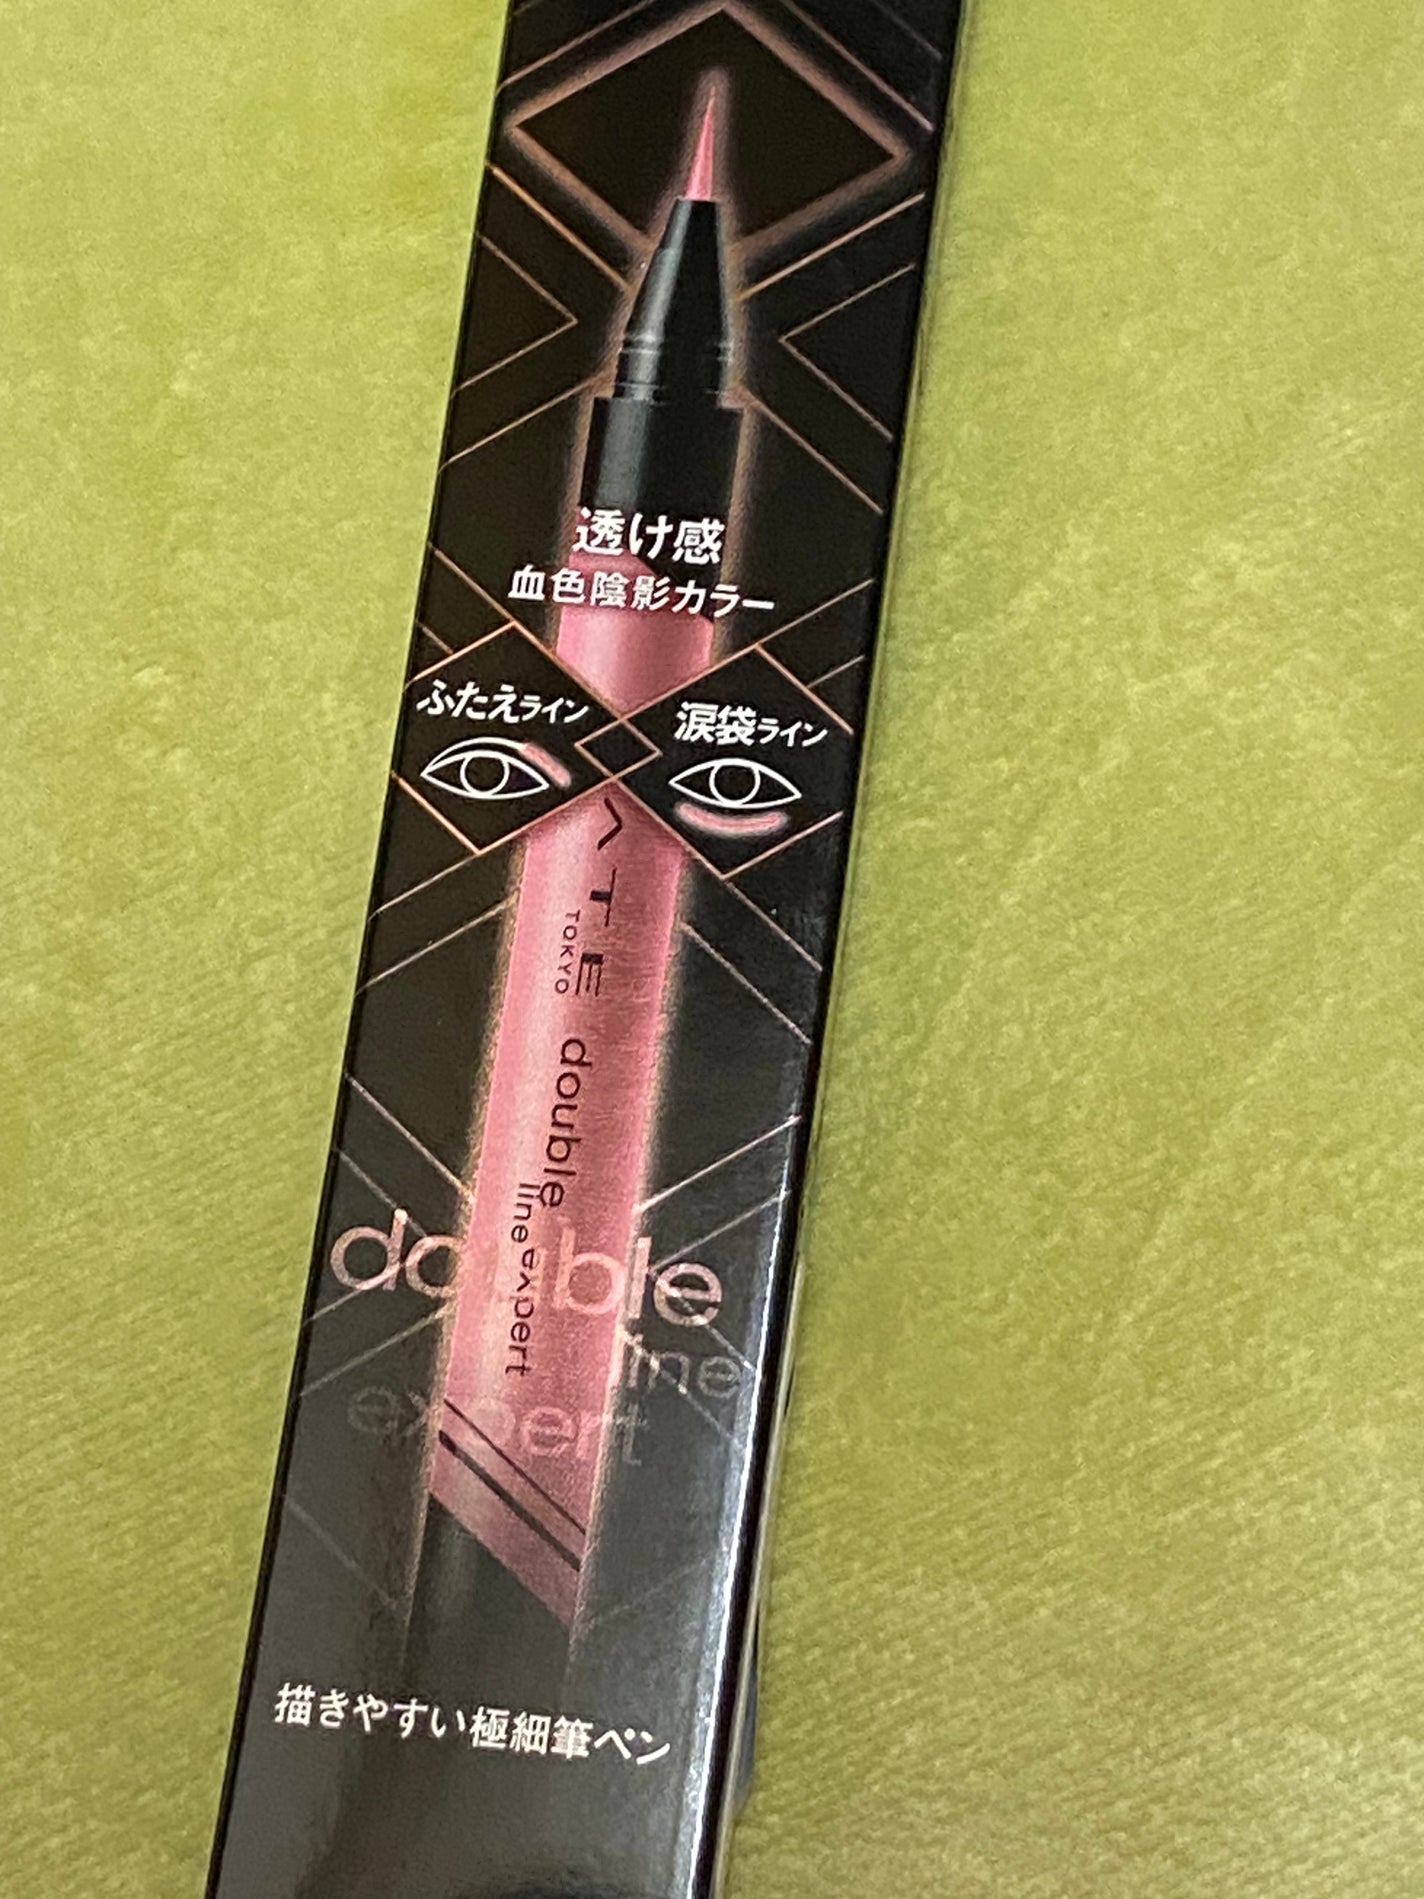 透け感
血色陰影カラー
ふたえライン
涙袋ライン
ATE
TOKYO
double
line expert
double
line
expert
描きやすい極細筆ペン